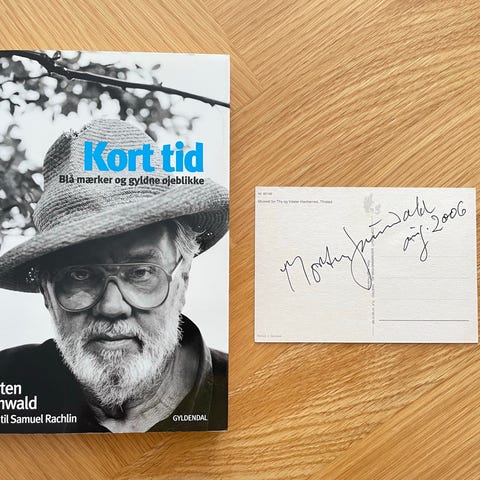 Kort tid
Blå mærker og gyldne øjeblikke
ten
nwald
til Samuel Rachlin
GYLDENDAL
Museet for Thy og Vester Hanherred, Thisted
Morten Grunwald
aug. 2006